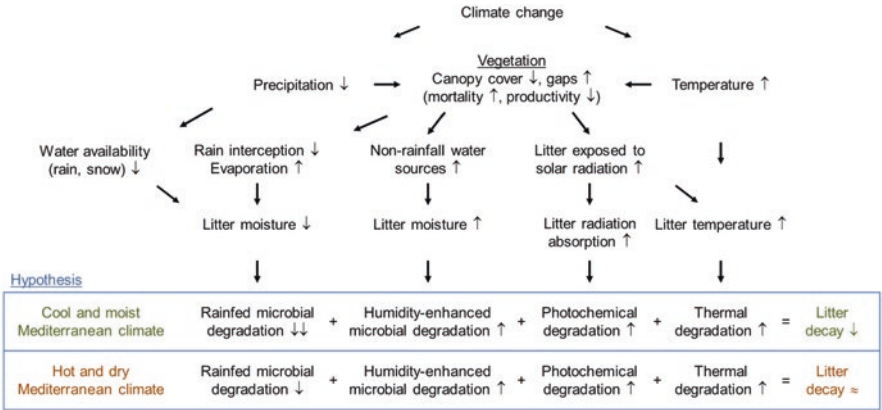 Climate change
Vegetation
Canopy cover ↓, gaps ↑
(mortality ↑, productivity ↓)
Precipitation ↓
Temperature ↑
Water availability
(rain, snow) ↓
Rain interception ↓
Evaporation ↑
Non-rainfall water
sources ↑
Litter exposed to
solar radiation ↑
Litter moisture ↓
Litter moisture ↑
Litter radiation
absorption ↑
Litter temperature ↑
Hypothesis
Cool and moist
Mediterranean climate
Rainfed microbial
degradation ↓↓
+
Humidity-enhanced
microbial degradation ↑
+
Photochemical
degradation ↑
+
Thermal
degradation ↑
=
Litter
decay ↓
Hot and dry
Mediterranean climate
Rainfed microbial
degradation ↓
+
Humidity-enhanced
microbial degradation ↑
+
Photochemical
degradation ↑
+
Thermal
degradation ↑
=
Litter
decay ≈